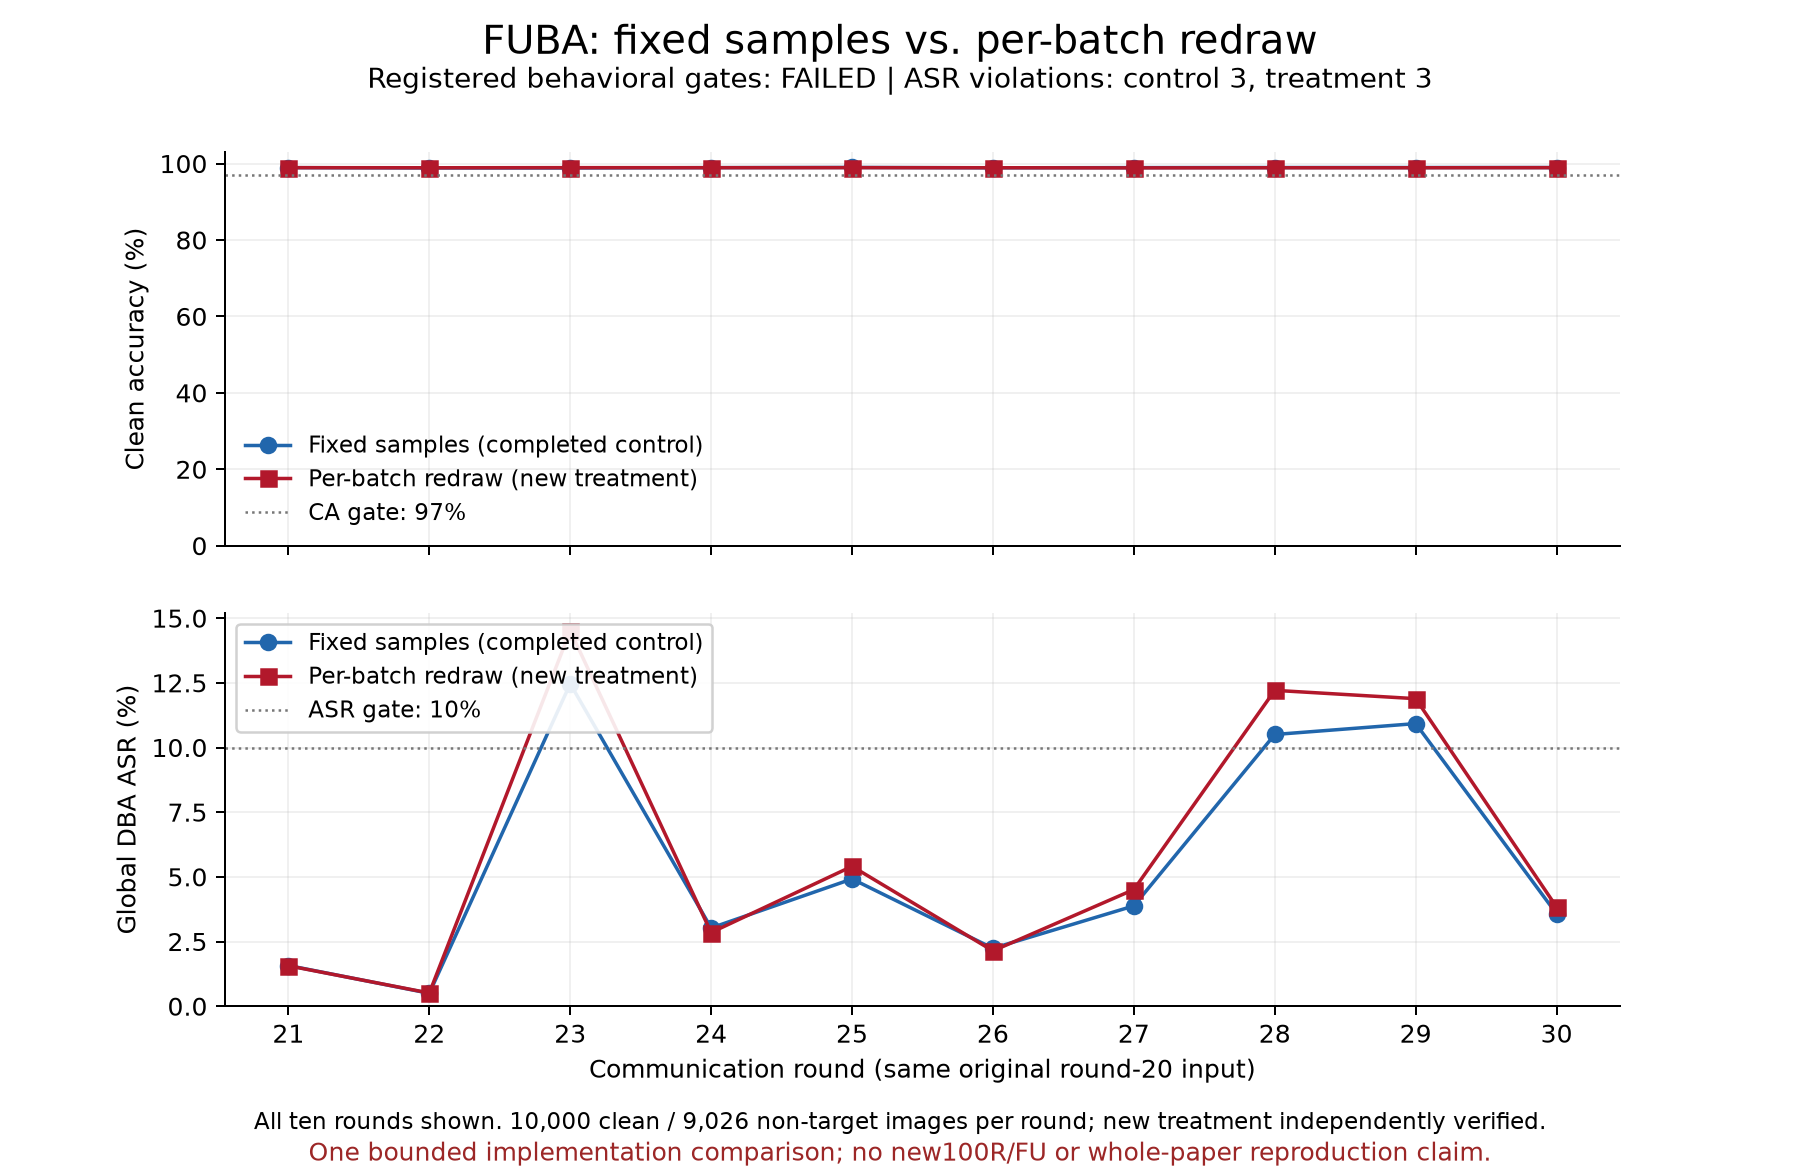 FUBA: fixed samples vs. per-batch redraw
Registered behavioral gates: FAILED | ASR violations: control 3, treatment 3
Clean accuracy (%)
100
80
60
40
20
0
Fixed samples (completed control)
Per-batch redraw (new treatment)
CA gate: 97%
Global DBA ASR (%)
15.0
12.5
10.0
7.5
5.0
2.5
0.0
Fixed samples (completed control)
Per-batch redraw (new treatment)
ASR gate: 10%
21 22 23 24 25 26 27 28 29 30
Communication round (same original round-20 input)
All ten rounds shown. 10,000 clean / 9,026 non-target images per round; new treatment independently verified.
One bounded implementation comparison; no new100R/FU or whole-paper reproduction claim.